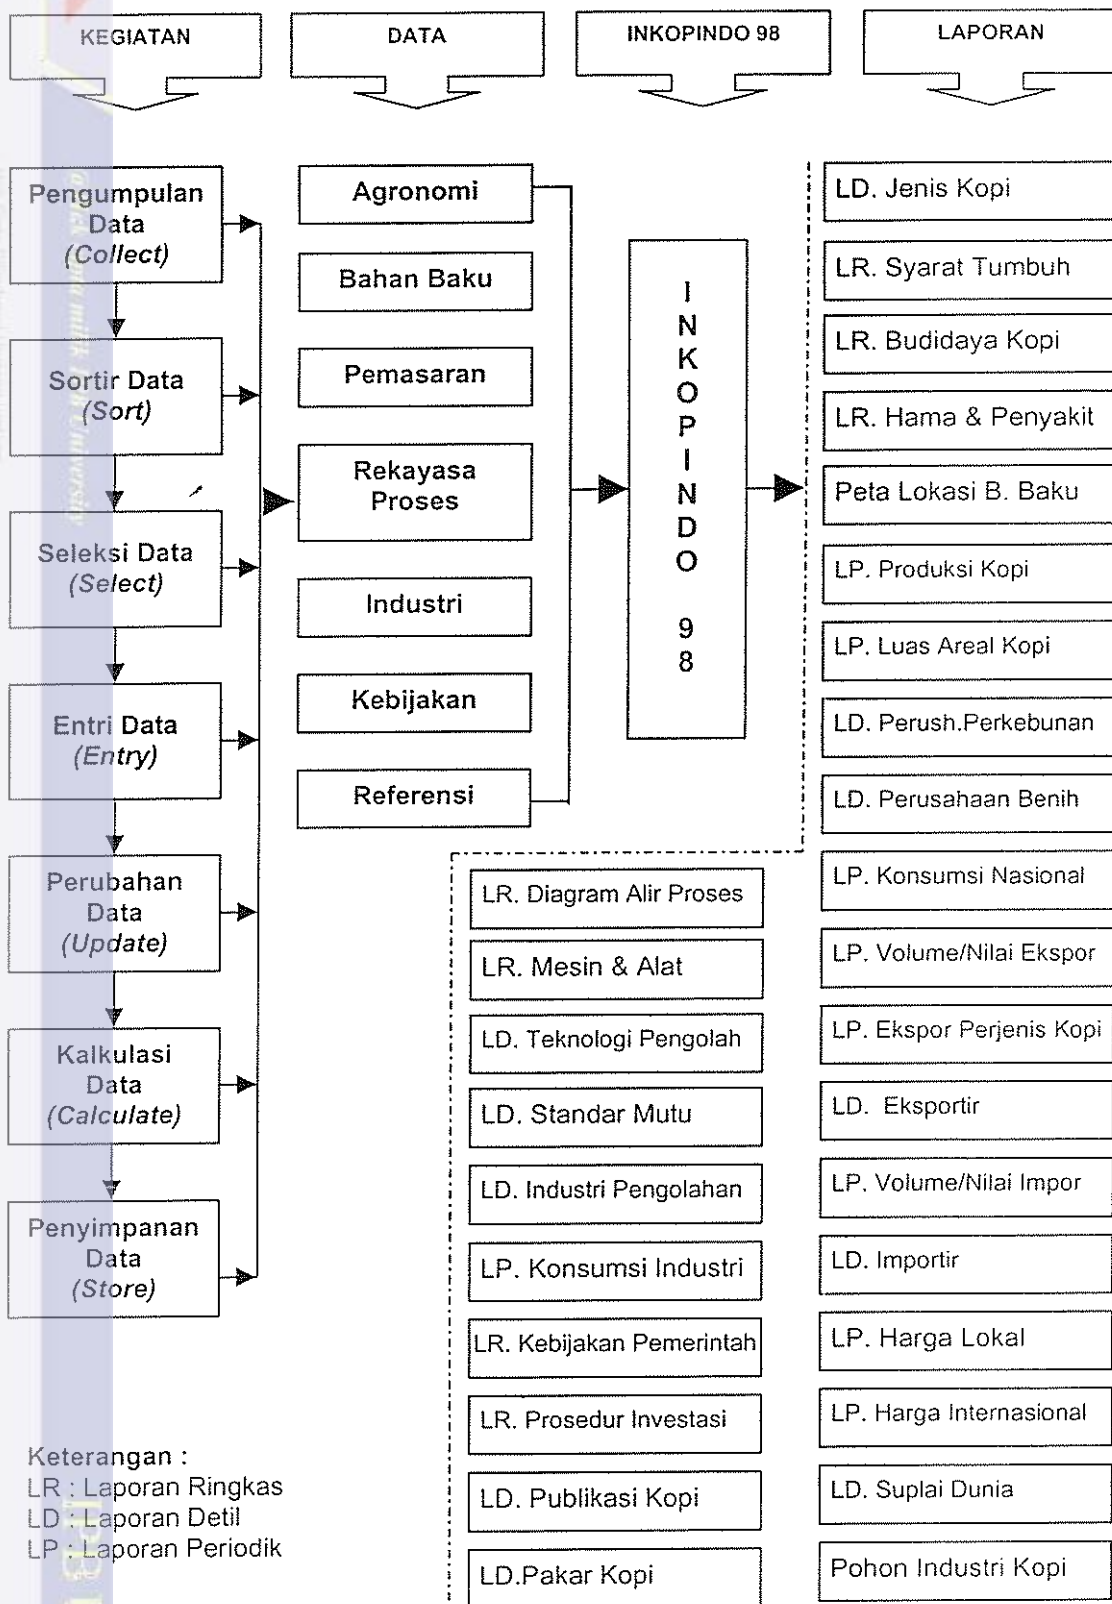 KEGIATAN
DATA
INKOPINDO 98
LAPORAN
Pengumpulan
Data
(Collect)
Sortir Data
(Sort)
Seleksi Data
(Select)
Entri Data
(Entry)
Perubahan
Data
(Update)
Kalkulasi
Data
(Calculate)
Penyimpanan
Data
(Store)
Agronomi
Bahan Baku
Pemasaran
Rekayasa
Proses
Industri
Kebijakan
Referensi
I
N
K
O
P
I
N
D
O
9
8
LD. Jenis Kopi
LR. Syarat Tumbuh
LR. Budidaya Kopi
LR. Hama & Penyakit
Peta Lokasi B. Baku
LP. Produksi Kopi
LP. Luas Areal Kopi
LD. Perush.Perkebunan
LD. Perusahaan Benih
LP. Konsumsi Nasional
LP. Volume/Nilai Ekspor
LP. Ekspor Perjenis Kopi
LD. Eksportir
LP. Volume/Nilai Impor
LD. Importir
LP. Harga Lokal
LP. Harga Internasional
LD. Suplai Dunia
Pohon Industri Kopi
LR. Diagram Alir Proses
LR. Mesin & Alat
LD. Teknologi Pengolah
LD. Standar Mutu
LD. Industri Pengolahan
LP. Konsumsi Industri
LR. Kebijakan Pemerintah
LR. Prosedur Investasi
LD. Publikasi Kopi
LD.Pakar Kopi
Keterangan :
LR : Laporan Ringkas
LD : Laporan Detil
LP : Laporan Periodik
@Hak cipta milik IPB University
IPB U